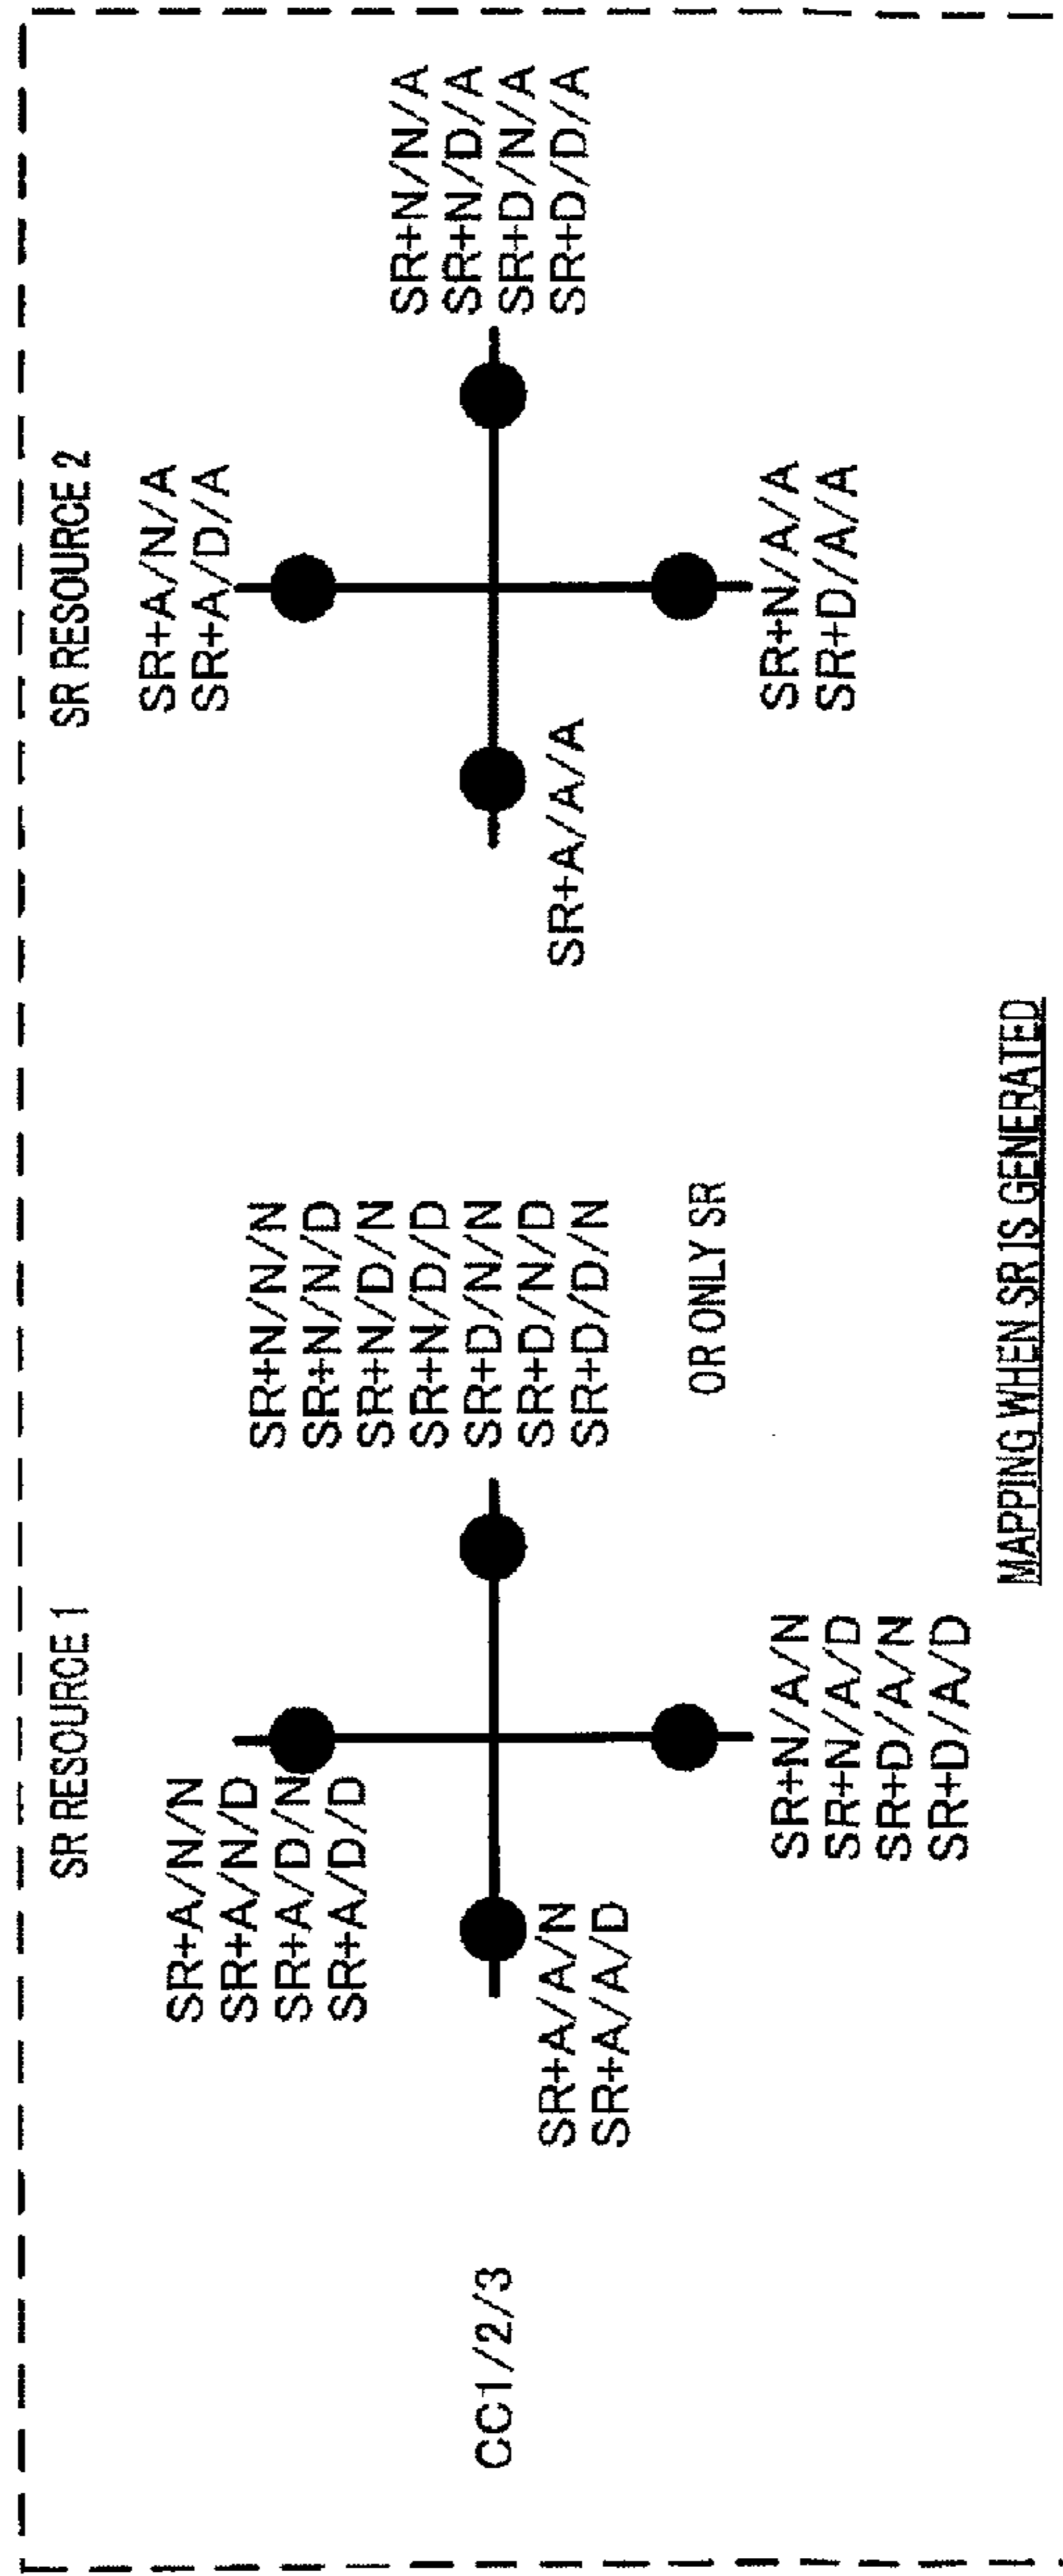 SR RESOURCE 1
SR+A/N/N
SR+A/N/D
SR+A/D/N
SR+A/D/D
SR+N/N/N
SR+N/N/D
SR+N/D/N
SR+N/D/D
SR+D/N/N
SR+D/N/D
SR+D/D/N
OR ONLY SR
CC1/2/3
SR+A/A/N
SR+A/A/D
SR+N/A/N
SR+N/A/D
SR+D/A/N
SR+D/A/D
SR RESOURCE 2
SR+A/N/A
SR+A/D/A
SR+N/N/A
SR+N/D/A
SR+D/N/A
SR+D/D/A
SR+A/A/A
SR+N/A/A
SR+D/A/A
MAPPING WHEN SR IS GENERATED